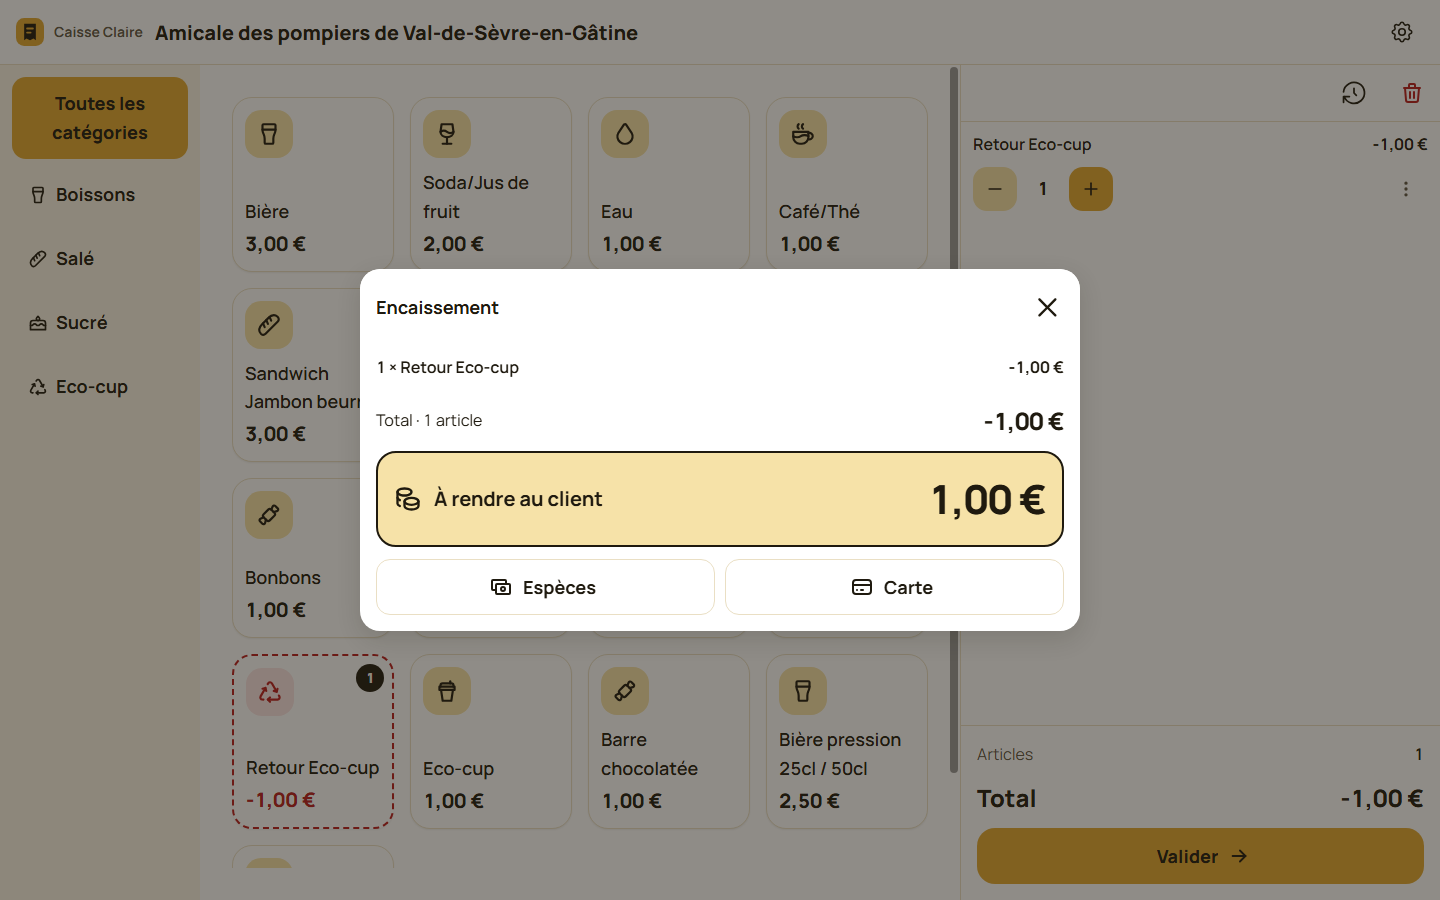 Caisse Claire Amicale des pompiers de Val-de-Sèvre-en-Gâtine
Toutes les
catégories
Boissons
Salé
Sucré
Eco-cup
Bière
3,00 €
Soda/Jus de
fruit
2,00 €
Eau
1,00 €
Café/Thé
1,00 €
Sandwich
Jambon beurr
3,00 €
Bonbons
1,00 €
1
Retour Eco-cup
-1,00 €
Eco-cup
1,00 €
Barre
chocolatée
1,00 €
Bière pression
25cl / 50cl
2,50 €
Encaissement
1 × Retour Eco-cup -1,00 €
Total · 1 article -1,00 €
À rendre au client 1,00 €
Espèces
Carte
Retour Eco-cup -1,00 €
1
Articles 1
Total -1,00 €
Valider